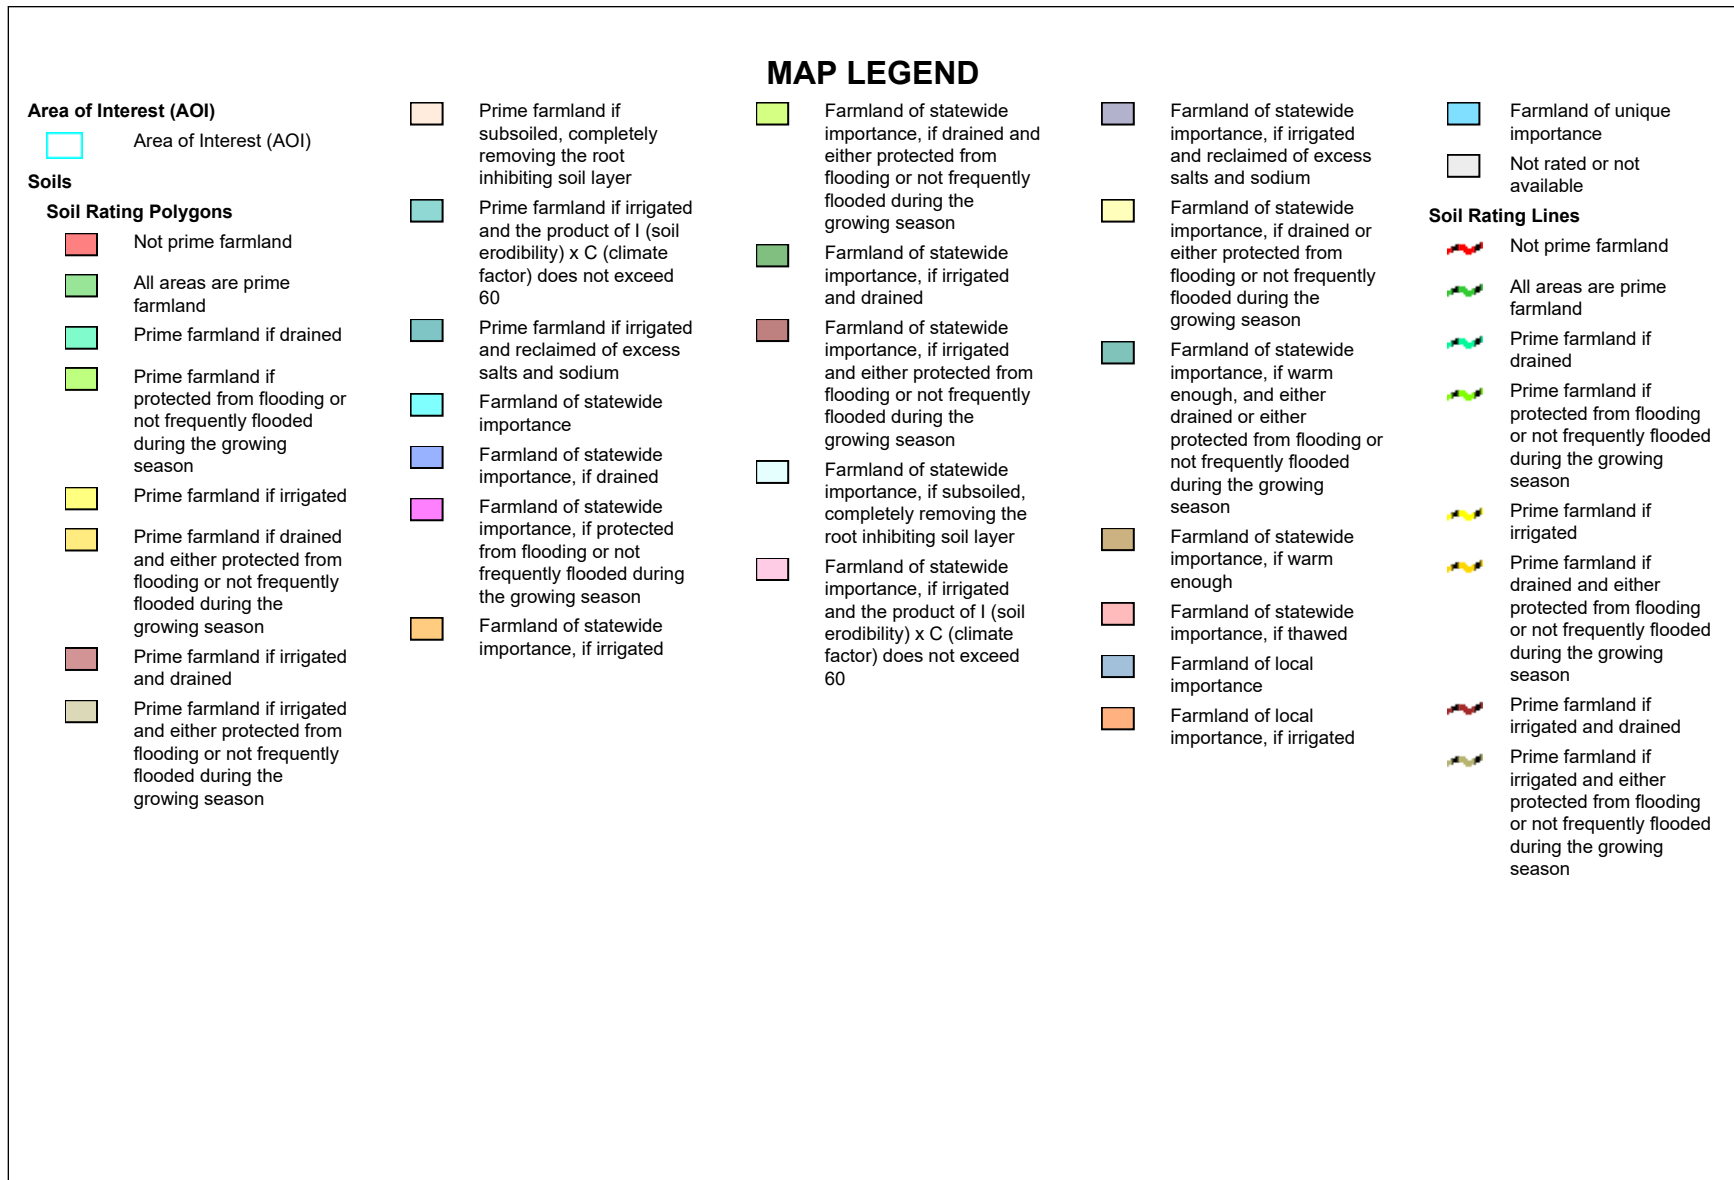 MAP LEGEND
Area of Interest (AOI)
Area of Interest (AOI)
Soils
Soil Rating Polygons
Not prime farmland
All areas are prime
farmland
Prime farmland if drained
Prime farmland if
protected from flooding or
not frequently flooded
during the growing
season
Prime farmland if irrigated
Prime farmland if drained
and either protected from
flooding or not frequently
flooded during the
growing season
Prime farmland if irrigated
and drained
Prime farmland if irrigated
and either protected from
flooding or not frequently
flooded during the
growing season
Prime farmland if
subsoiled, completely
removing the root
inhibiting soil layer
Prime farmland if irrigated
and the product of I (soil
erodibility) x C (climate
factor) does not exceed
60
Prime farmland if irrigated
and reclaimed of excess
salts and sodium
Farmland of statewide
importance
Farmland of statewide
importance, if drained
Farmland of statewide
importance, if protected
from flooding or not
frequently flooded during
the growing season
Farmland of statewide
importance, if irrigated
Farmland of statewide
importance, if drained and
either protected from
flooding or not frequently
flooded during the
growing season
Farmland of statewide
importance, if irrigated
and drained
Farmland of statewide
importance, if irrigated
and either protected from
flooding or not frequently
flooded during the
growing season
Farmland of statewide
importance, if subsoiled,
completely removing the
root inhibiting soil layer
Farmland of statewide
importance, if irrigated
and the product of I (soil
erodibility) x C (climate
factor) does not exceed
60
Farmland of statewide
importance, if irrigated
and reclaimed of excess
salts and sodium
Farmland of statewide
importance, if drained or
either protected from
flooding or not frequently
flooded during the
growing season
Farmland of statewide
importance, if warm
enough, and either
drained or either
protected from flooding or
not frequently flooded
during the growing
season
Farmland of statewide
importance, if warm
enough
Farmland of statewide
importance, if thawed
Farmland of local
importance
Farmland of local
importance, if irrigated
Farmland of unique
importance
Not rated or not
available
Soil Rating Lines
Not prime farmland
All areas are prime
farmland
Prime farmland if
drained
Prime farmland if
protected from flooding
or not frequently flooded
during the growing
season
Prime farmland if
irrigated
Prime farmland if
drained and either
protected from flooding
or not frequently flooded
during the growing
season
Prime farmland if
irrigated and drained
Prime farmland if
irrigated and either
protected from flooding
or not frequently flooded
during the growing
season